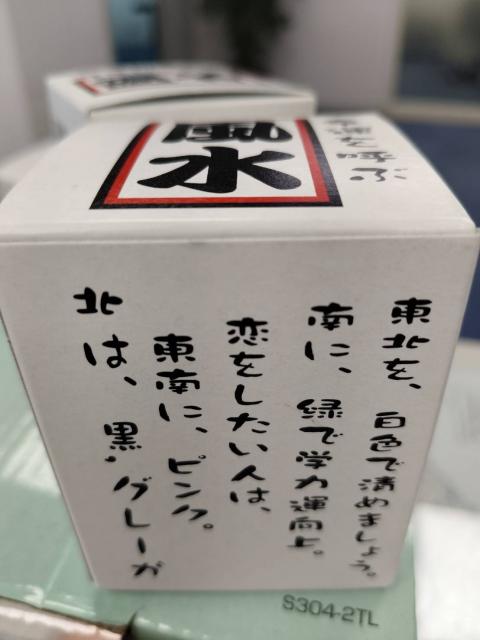 風水
を呼ぶ
東北を、白色で清めましょう。
南に、緑で学力運向上。
恋をしたい人は、
東南に、ピンク。
北は、黒.グレーが
S304-2TL